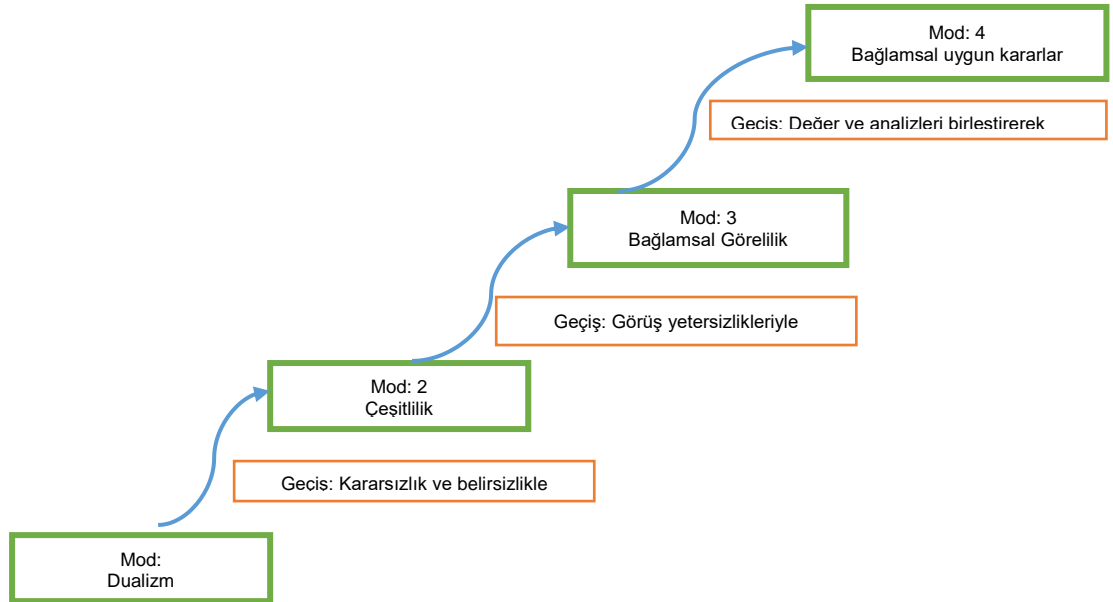 Mod: 4
Bağlamsal uygun kararlar
Geçiş: Değer ve analizleri birleştirerek
Mod: 3
Bağlamsal Görelilik
Geçiş: Görüş yetersizlikleriyle
Mod: 2
Çeşitlilik
Geçiş: Kararsızlık ve belirsizlikle
Mod:
Dualizm